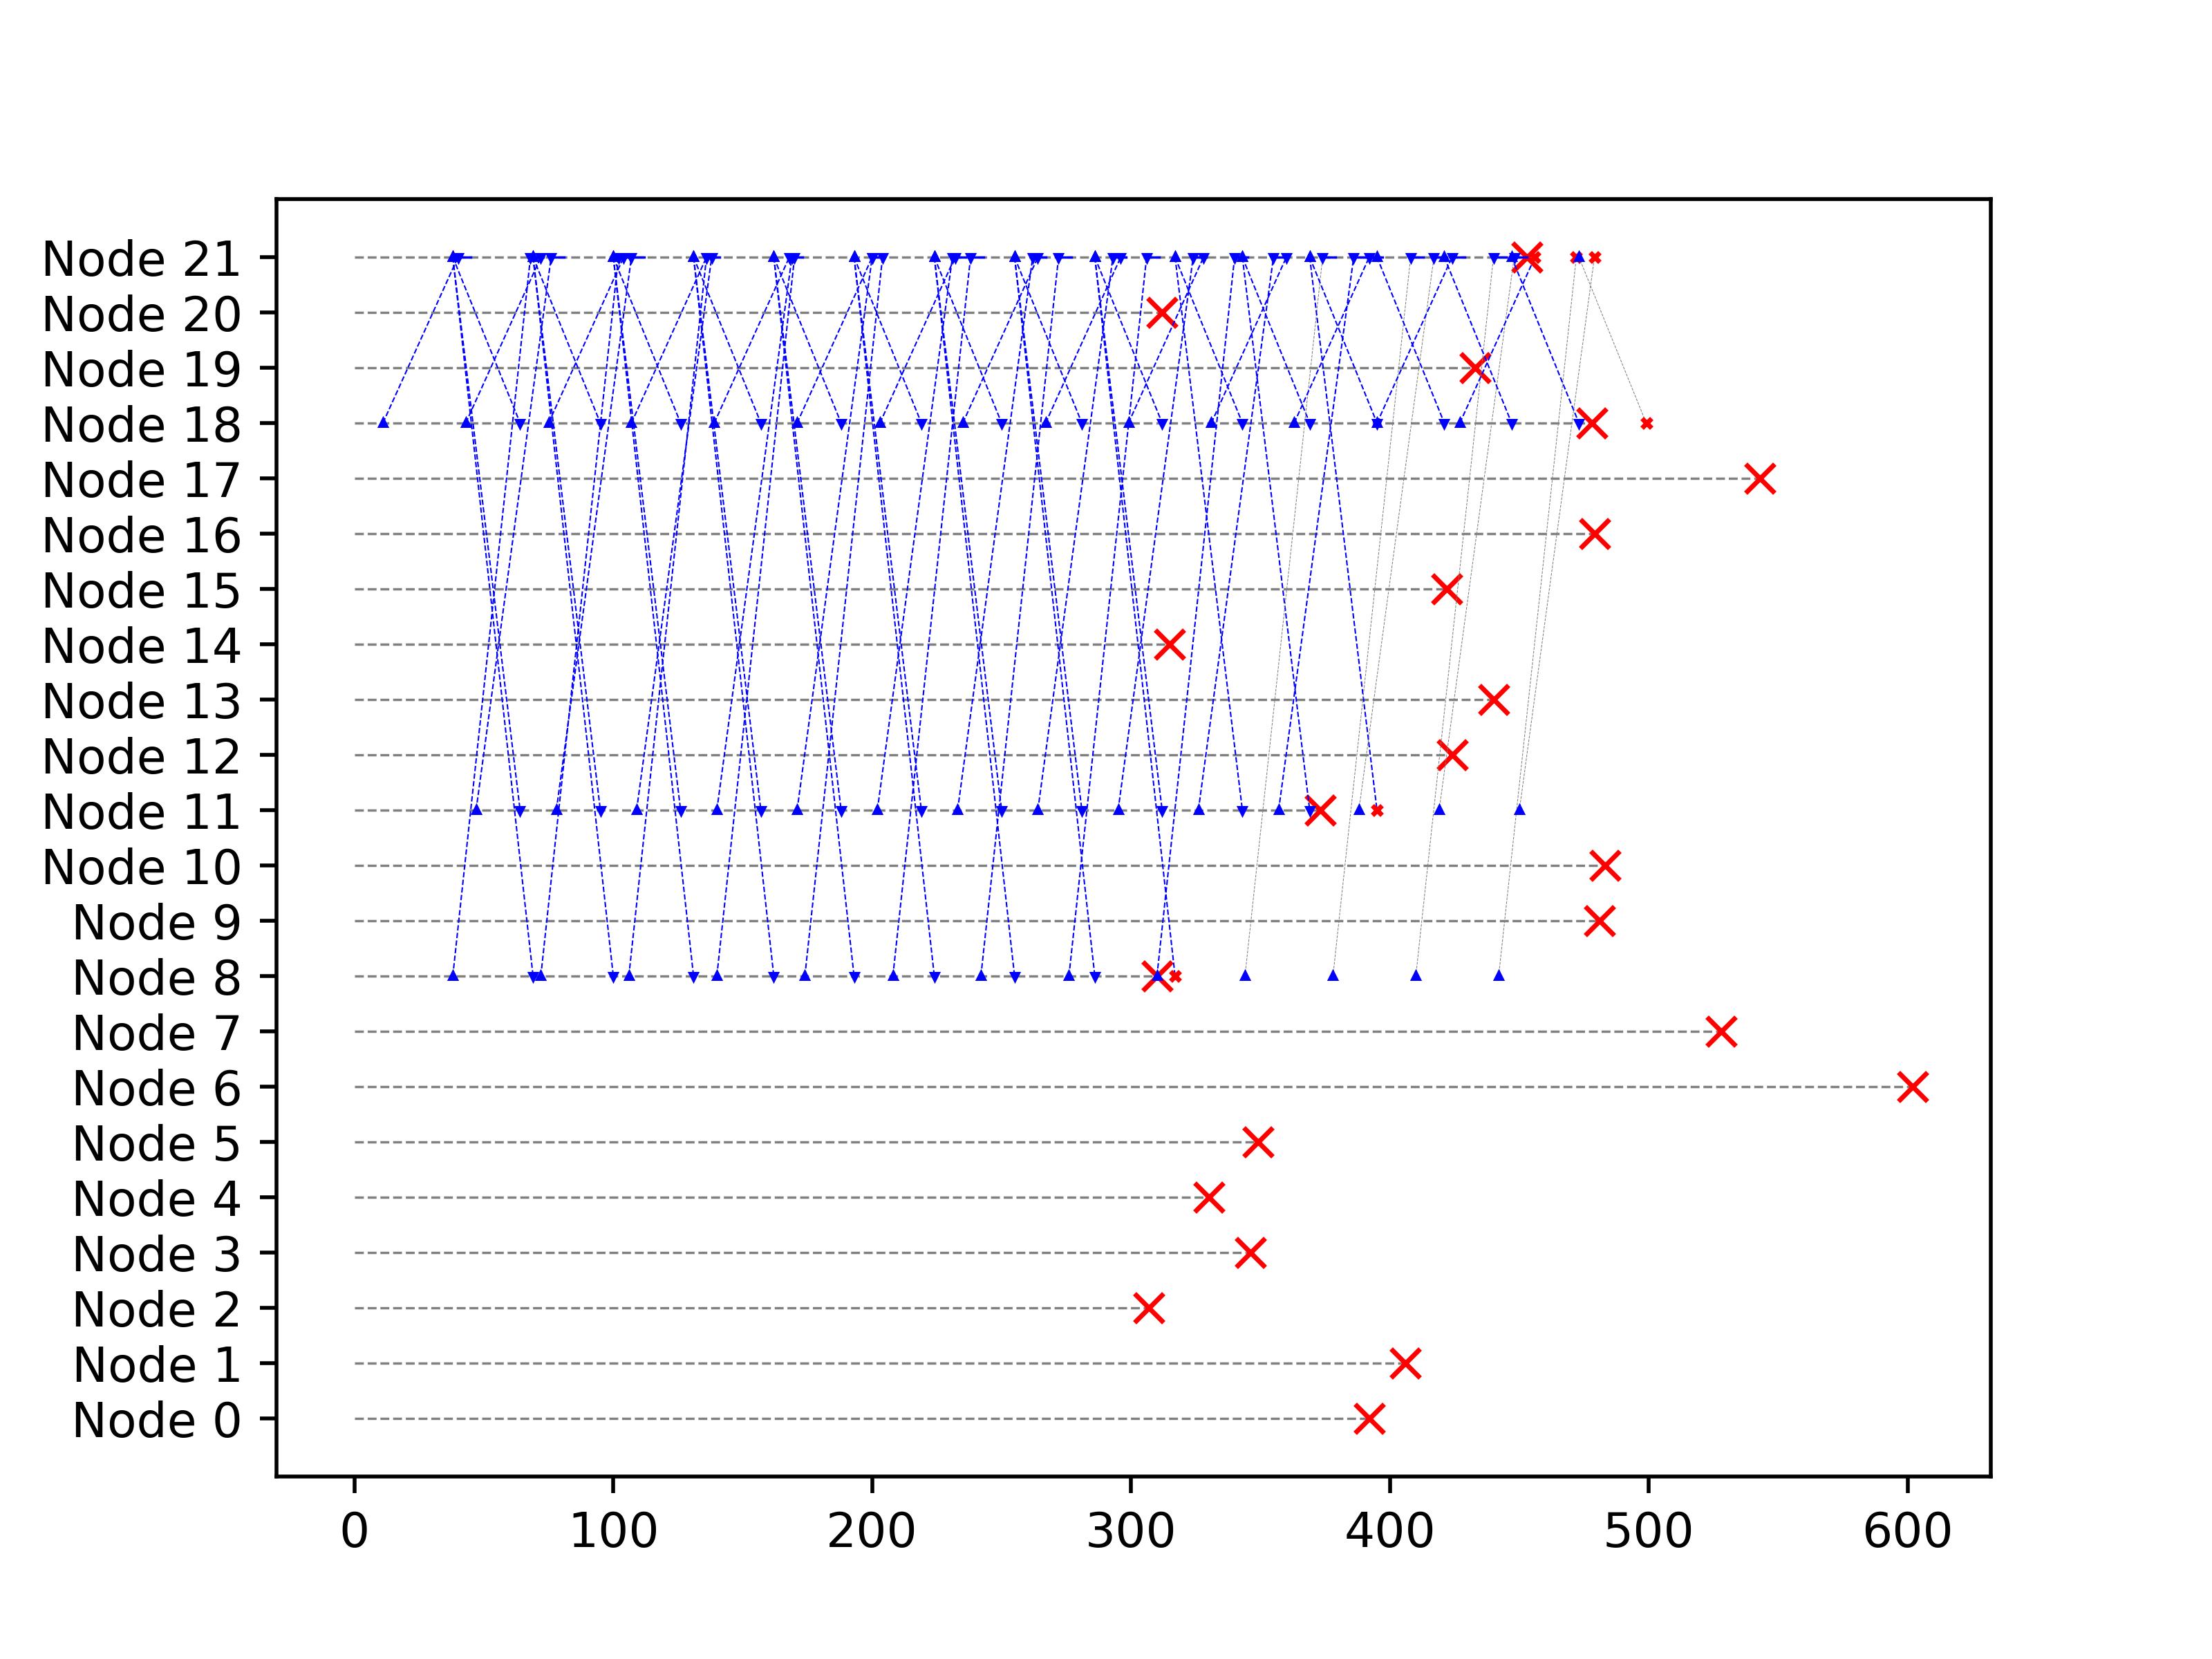 Node 21
Node 20
Node 19
Node 18
Node 17
Node 16
Node 15
Node 14
Node 13
Node 12
Node 11
Node 10
Node 9
Node 8
Node 7
Node 6
Node 5
Node 4
Node 3
Node 2
Node 1
Node 0
0 100 200 300 400 500 600